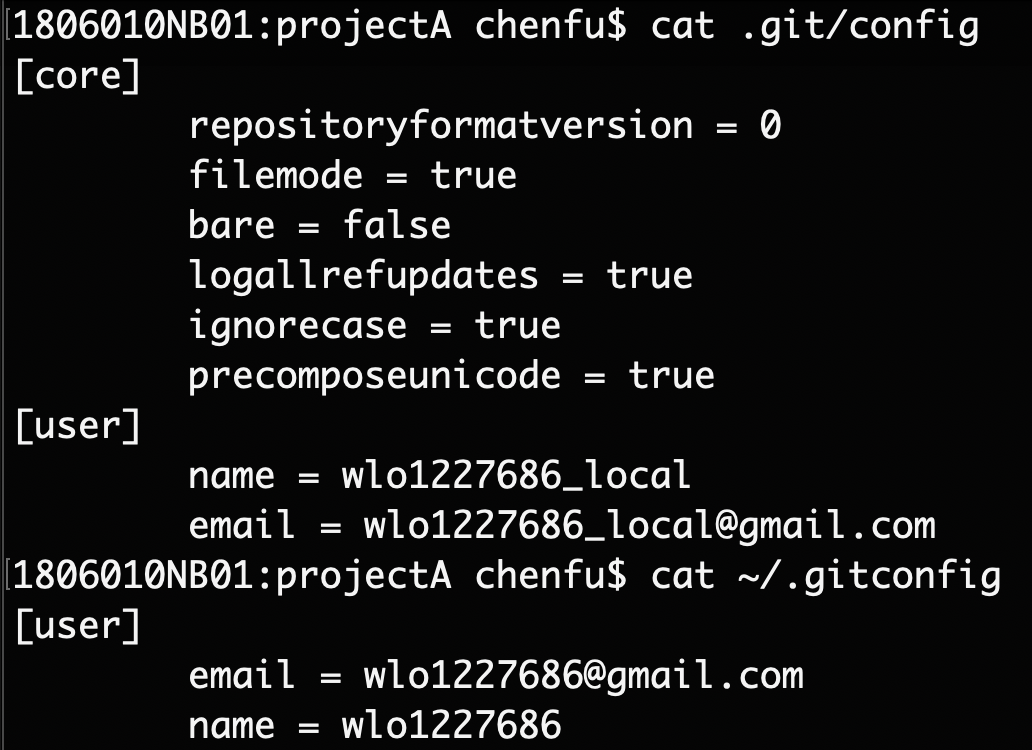 [1806010NB01:projectA chenfu$ cat .git/config
[core]
        repositoryformatversion = 0
        filemode = true
        bare = false
        logallrefupdates = true
        ignorecase = true
        precomposeunicode = true
[user]
        name = wlo1227686_local
        email = wlo1227686_local@gmail.com
[1806010NB01:projectA chenfu$ cat ~/.gitconfig
[user]
        email = wlo1227686@gmail.com
        name = wlo1227686